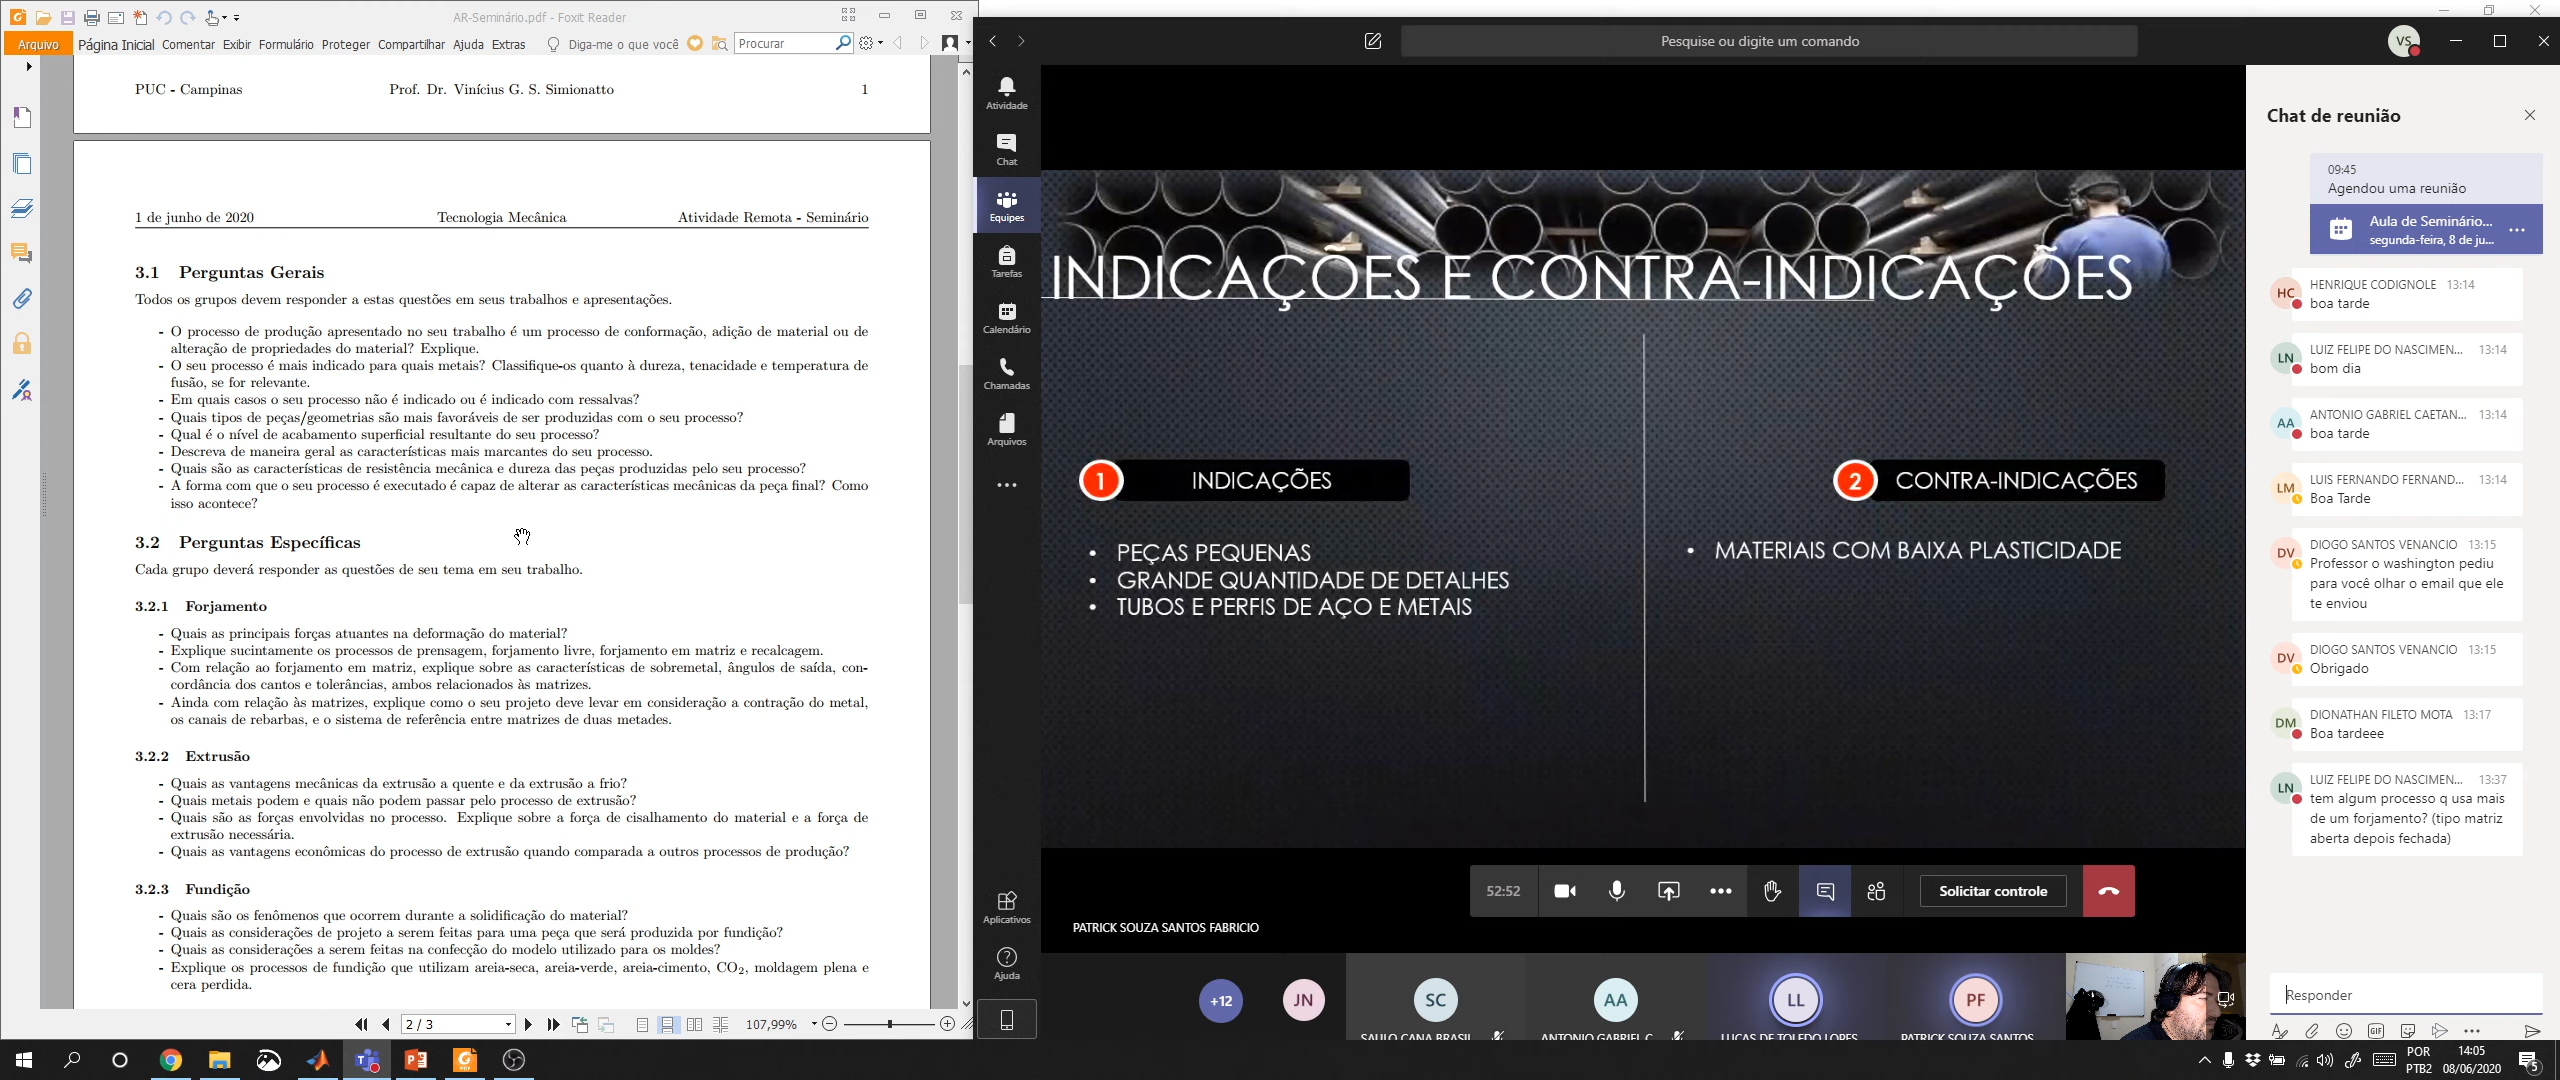 AR-Seminário.pdf - Foxit Reader
Arquivo Página Inicial Comentar Exibir Formulário Proteger Compartilhar Ajuda Extras Diga-me o que você Procurar
PUC - Campinas Prof. Dr. Vinícius G. S. Simionatto 1
1 de junho de 2020 Tecnologia Mecânica Atividade Remota - Seminário
3.1 Perguntas Gerais
Todos os grupos devem responder a estas questões em seus trabalhos e apresentações.
- O processo de produção apresentado no seu trabalho é um processo de conformação, adição de material ou de
alteração de propriedades do material? Explique.
- O seu processo é mais indicado para quais metais? Classifique-os quanto à dureza, tenacidade e temperatura de
fusão, se for relevante.
- Em quais casos o seu processo não é indicado ou é indicado com ressalvas?
- Quais tipos de peças/geometrias são mais favoráveis de ser produzidas com o seu processo?
- Qual é o nível de acabamento superficial resultante do seu processo?
- Descreva de maneira geral as características mais marcantes do seu processo.
- Quais são as características de resistência mecânica e dureza das peças produzidas pelo seu processo?
- A forma com que o seu processo é executado é capaz de alterar as características mecânicas da peça final? Como
isso acontece?
3.2 Perguntas Específicas
Cada grupo deverá responder as questões de seu tema em seu trabalho.
3.2.1 Forjamento
- Quais as principais forças atuantes na deformação do material?
- Explique sucintamente os processos de prensagem, forjamento livre, forjamento em matriz e recalcagem.
- Com relação ao forjamento em matriz, explique sobre as características de sobremetal, ângulos de saída, con-
cordância dos cantos e tolerâncias, ambos relacionados às matrizes.
- Ainda com relação às matrizes, explique como o seu projeto deve levar em consideração a contração do metal,
os canais de rebarbas, e o sistema de referência entre matrizes de duas metades.
3.2.2 Extrusão
- Quais as vantagens mecânicas da extrusão a quente e da extrusão a frio?
- Quais metais podem e quais não podem passar pelo processo de extrusão?
- Quais são as forças envolvidas no processo. Explique sobre a força de cisalhamento do material e a força de
extrusão necessária.
- Quais as vantagens econômicas do processo de extrusão quando comparada a outros processos de produção?
3.2.3 Fundição
- Quais são os fenômenos que ocorrem durante a solidificação do material?
- Quais as considerações de projeto a serem feitas para uma peça que será produzida por fundição?
- Quais as considerações a serem feitas na confecção do modelo utilizado para os moldes?
- Explique os processos de fundição que utilizam areia-seca, areia-verde, areia-cimento, CO₂, moldagem plena e
cera perdida.
2 / 3 107,99%
Pesquise ou digite um comando
VS
Atividade
Chat
Equipes
Tarefas
Calendário
Chamadas
Arquivos
Aplicativos
Ajuda
INDICAÇÕES E CONTRA-INDICAÇÕES
1 INDICAÇÕES
• PEÇAS PEQUENAS
• GRANDE QUANTIDADE DE DETALHES
• TUBOS E PERFIS DE AÇO E METAIS
2 CONTRA-INDICAÇÕES
• MATERIAIS COM BAIXA PLASTICIDADE
52:52 Solicitar controle
PATRICK SOUZA SANTOS FABRICIO
+12 JN SC AA LL PF
SAULO CANA BRASIL ANTONIO GABRIEL C LUCAS DE TOLEDO LOPES PATRICK SOUZA SANTOS
Chat de reunião
09:45
Agendou uma reunião
Aula de Seminário...
segunda-feira, 8 de ju...
HC HENRIQUE CODIGNOLE 13:14
boa tarde
LN LUIZ FELIPE DO NASCIMEN... 13:14
bom dia
AA ANTONIO GABRIEL CAETAN... 13:14
boa tarde
LM LUIS FERNANDO FERNAND... 13:14
Boa Tarde
DV DIOGO SANTOS VENANCIO 13:15
Professor o washington pediu
para você olhar o email que ele
te enviou
DV DIOGO SANTOS VENANCIO 13:15
Obrigado
DM DIONATHAN FILETO MOTA 13:17
Boa tardeee
LN LUIZ FELIPE DO NASCIMEN... 13:37
tem algum processo q usa mais
de um forjamento? (tipo matriz
aberta depois fechada)
Responder
GIF
POR
PTB2
14:05
08/06/2020
5